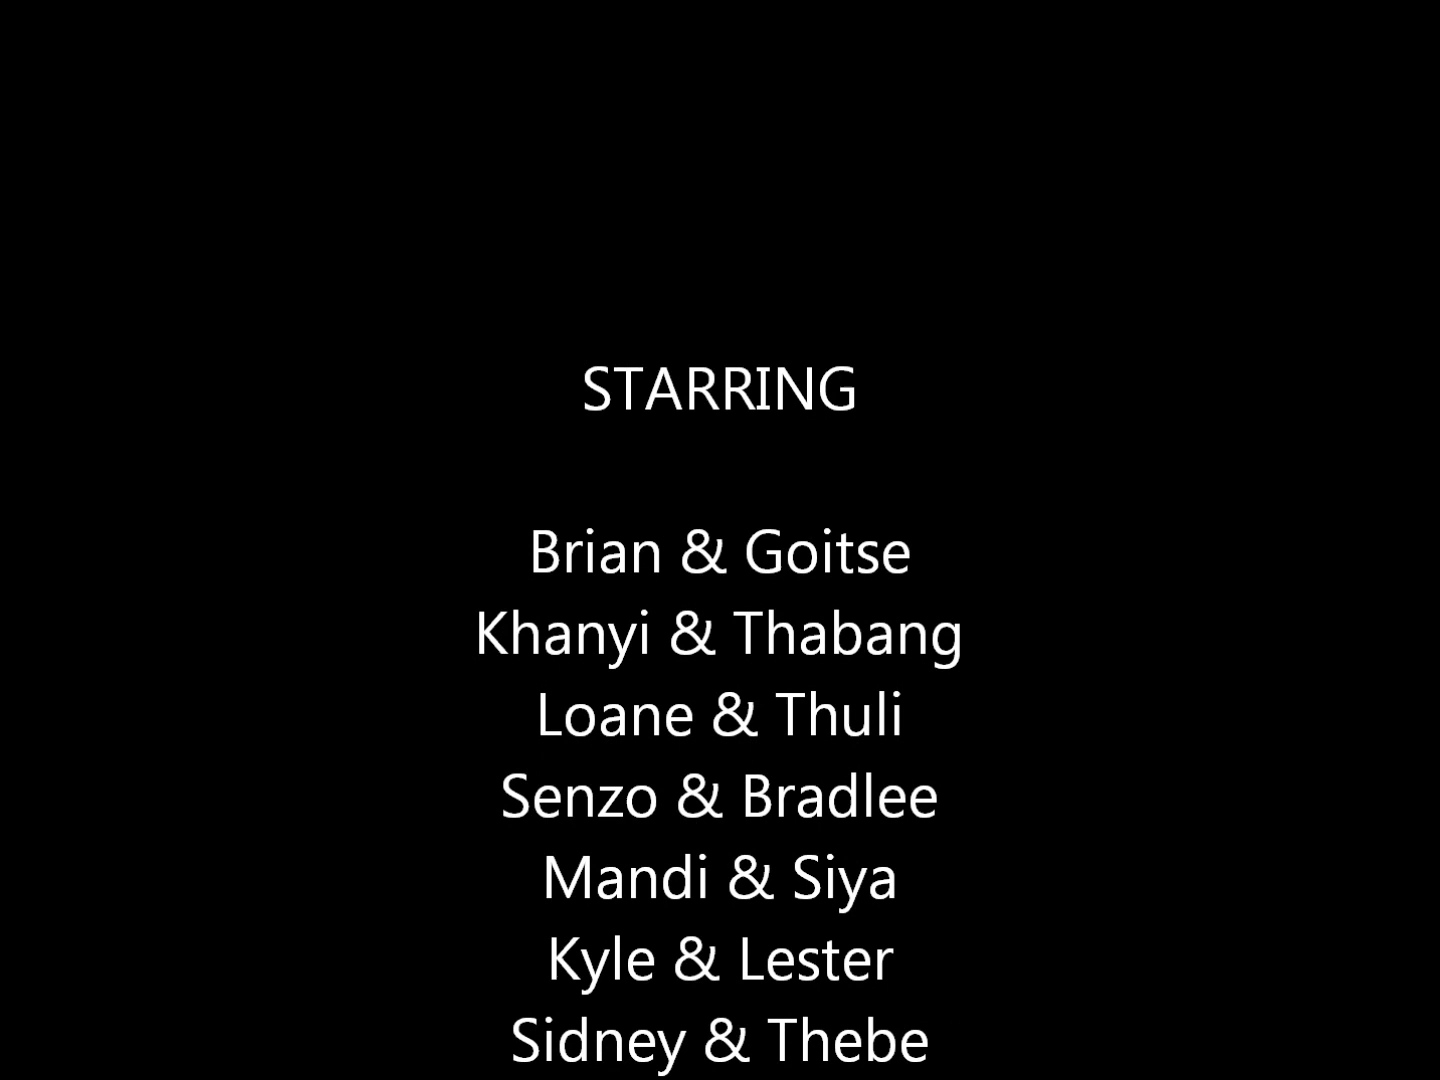 STARRING
Brian & Goitse
Khanyi & Thabang
Loane & Thuli
Senzo & Bradlee
Mandi & Siya
Kyle & Lester
Sidney & Thebe